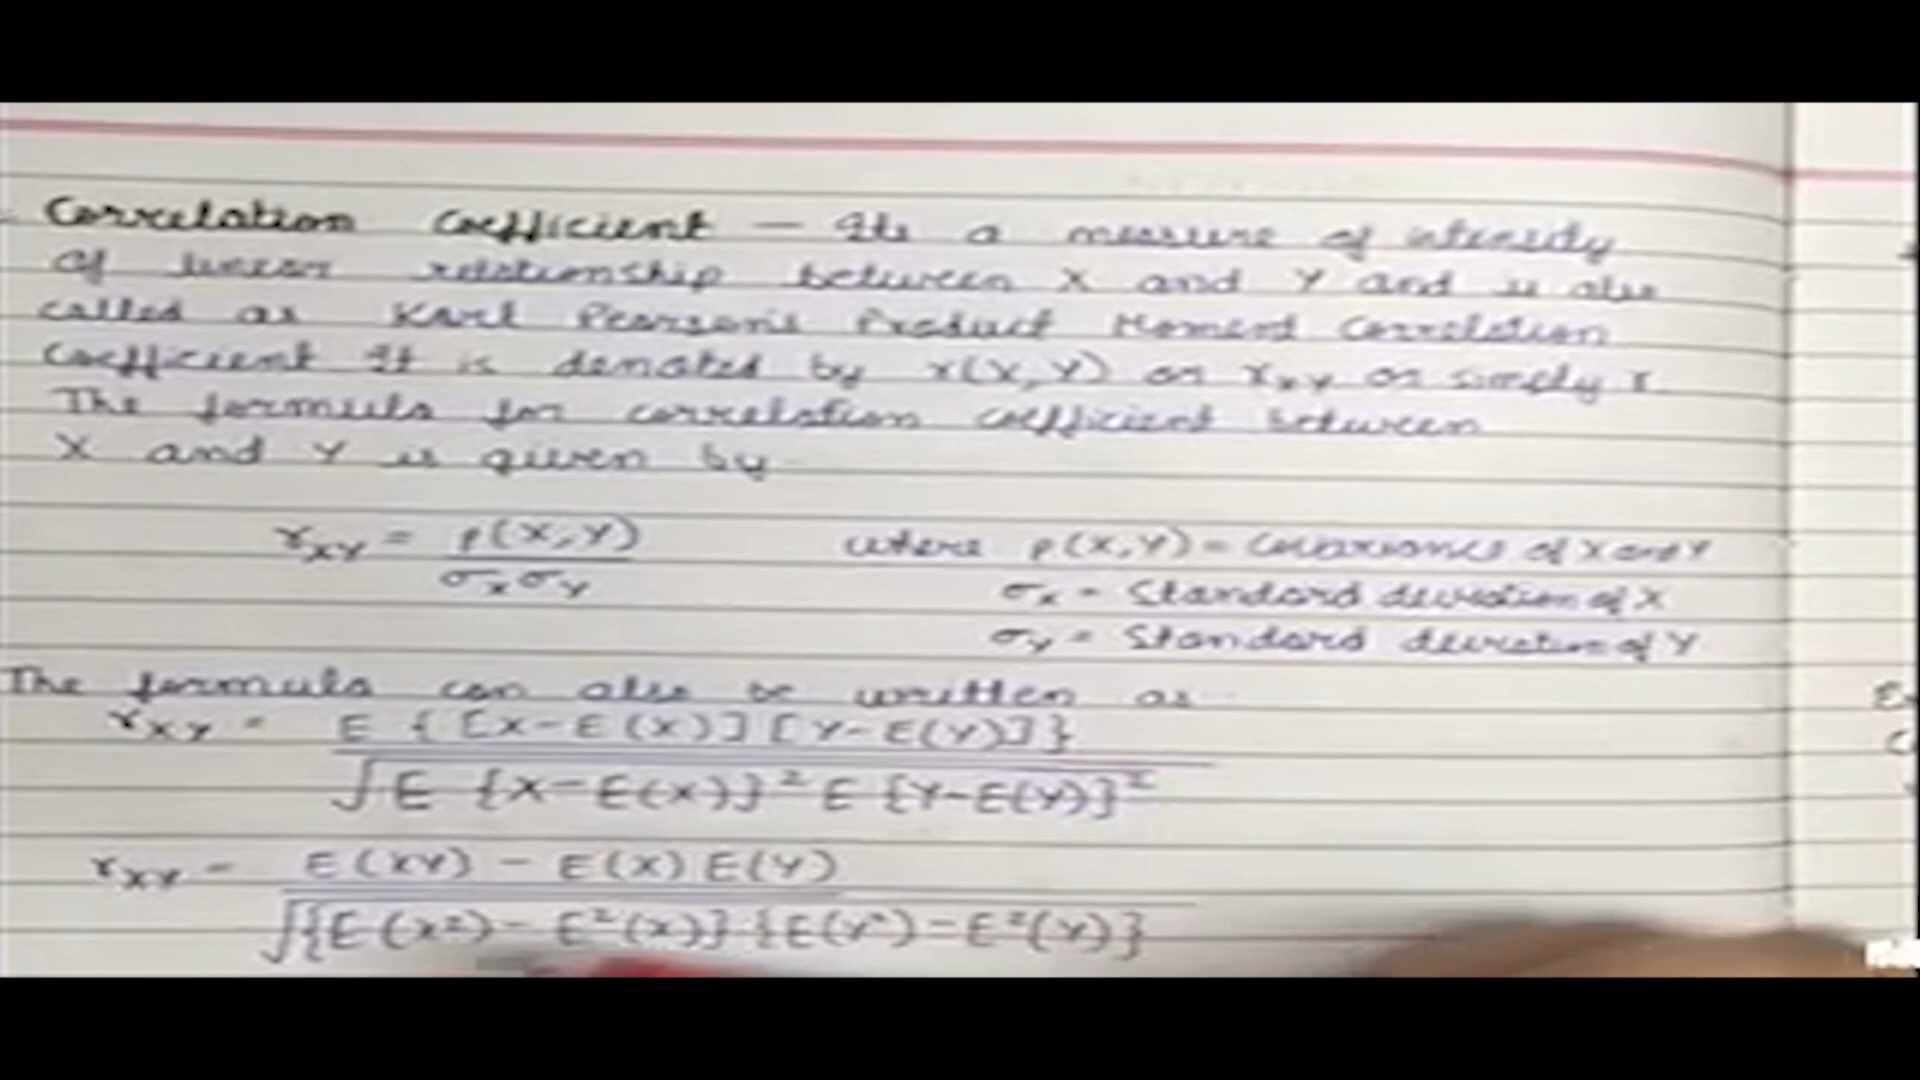 Correlation Coefficient – Its a measure of intensity
of linear relationship between X and Y and is also
called as Karl Pearson's Product Moment Correlation
Coefficient It is denoted by r(X,Y) or rXY or simply r.
The formula for correlation coefficient between
X and Y is given by
rXY = p(X,Y) / σxσy where p(X,Y) = Covariance of X and Y
σx = Standard deviation of X
σy = Standard deviation of Y
The formula can also be written as
rXY = E {[X-E(X)][Y-E(Y)]} / √E {X-E(X)}² E {Y-E(Y)}²
rXY = E(XY) - E(X)E(Y) / √{E(X²) - E²(X)} {E(Y²) - E²(Y)}